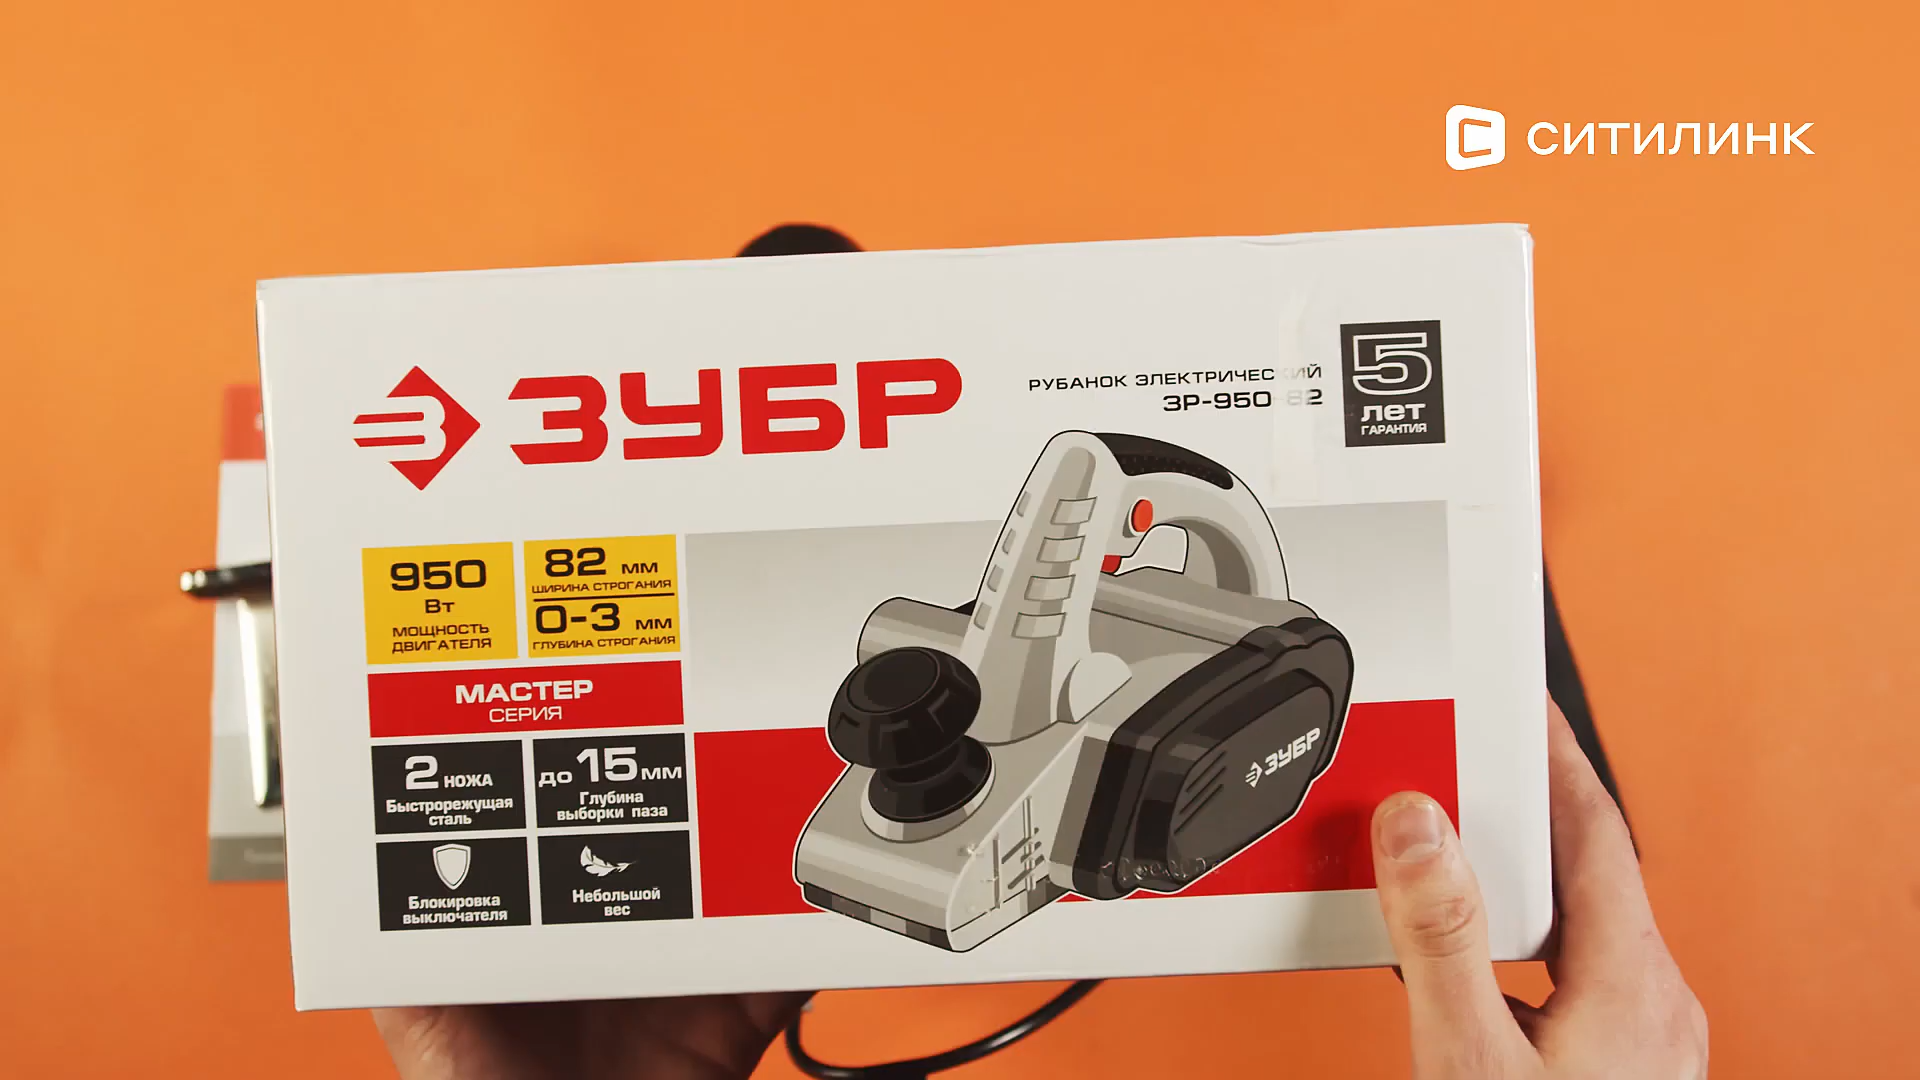 СИТИЛИНК
ЗУБР
РУБАНОК ЭЛЕКТРИЧЕСКИЙ
ЗР-950-82
5
лет
ГАРАНТИЯ
950
Вт
МОЩНОСТЬ
ДВИГАТЕЛЯ
82 мм
ШИРИНА СТРОГАНИЯ
0-3 мм
ГЛУБИНА СТРОГАНИЯ
МАСТЕР
СЕРИЯ
2 НОЖА
Быстрорежущая
сталь
до 15 мм
Глубина
выборки паза
Блокировка
выключателя
Небольшой
вес
ЗУБР